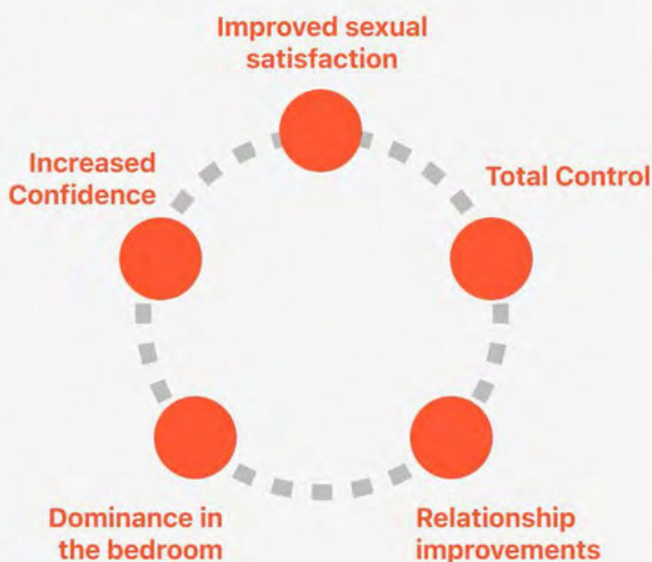 Improved sexual
satisfaction
Increased
Confidence
Total Control
Dominance in
the bedroom
Relationship
improvements